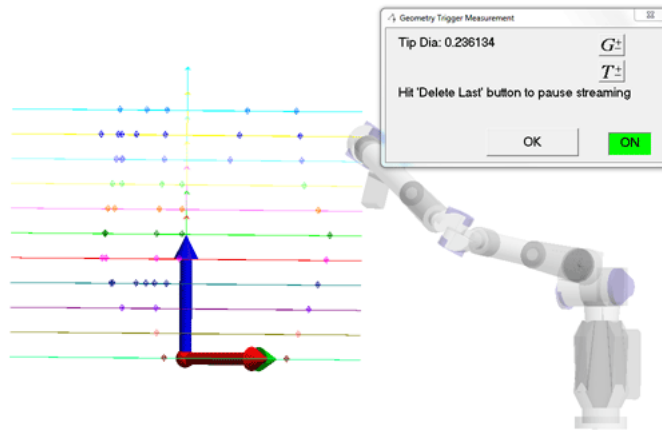 Geometry Trigger Measurement
Tip Dia: 0.236134
G±
T±
Hit 'Delete Last' button to pause streaming
OK
ON